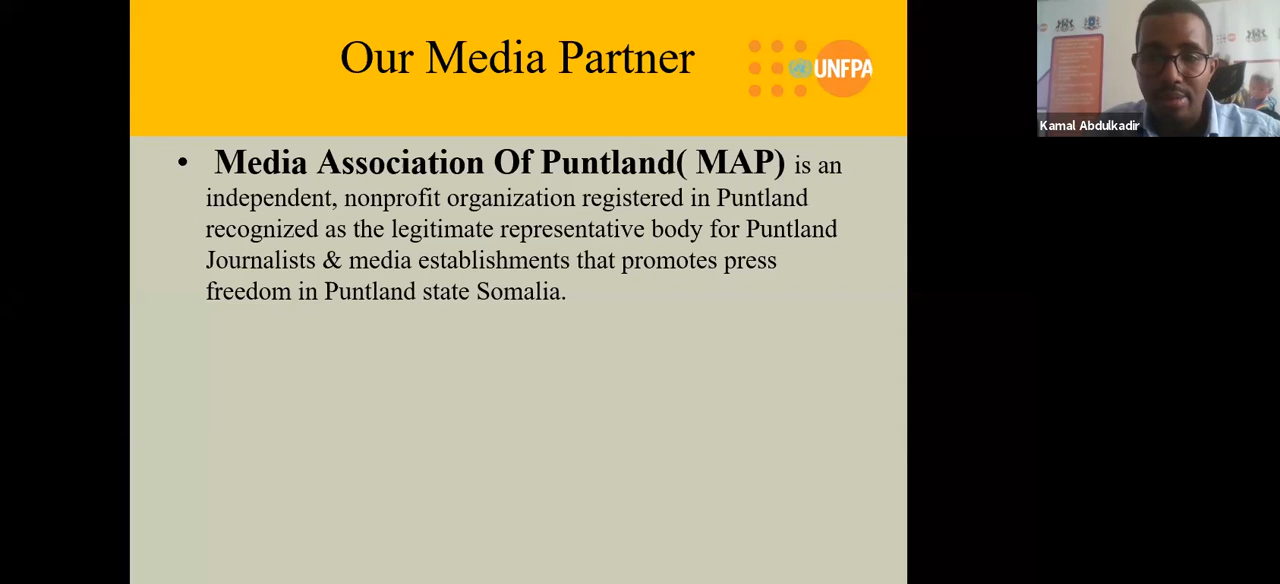 Our Media Partner
UNFPA
• Media Association Of Puntland( MAP) is an
independent, nonprofit organization registered in Puntland
recognized as the legitimate representative body for Puntland
Journalists & media establishments that promotes press
freedom in Puntland state Somalia.
Kamal Abdulkadir